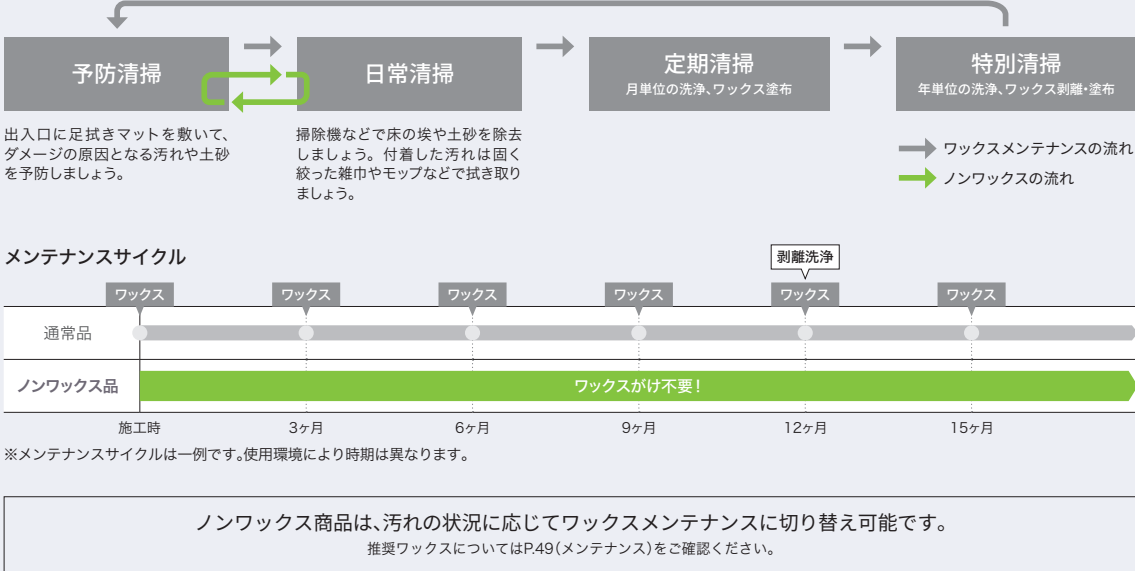 予防清掃
日常清掃
定期清掃
月単位の洗浄、ワックス塗布
特別清掃
年単位の洗浄、ワックス剥離・塗布
出入口に足拭きマットを敷いて、
ダメージの原因となる汚れや土砂
を予防しましょう。
掃除機などで床の埃や土砂を除去
しましょう。付着した汚れは固く
絞った雑巾やモップなどで拭き取り
ましょう。
ワックスメンテナンスの流れ
ノンワックスの流れ
メンテナンスサイクル
剥離洗浄
ワックス ワックス ワックス ワックス ワックス ワックス
通常品
ノンワックス品 ワックスがけ不要!
施工時 3ヶ月 6ヶ月 9ヶ月 12ヶ月 15ヶ月
※メンテナンスサイクルは一例です。使用環境により時期は異なります。
ノンワックス商品は、汚れの状況に応じてワックスメンテナンスに切り替え可能です。
推奨ワックスについてはP.49(メンテナンス)をご確認ください。